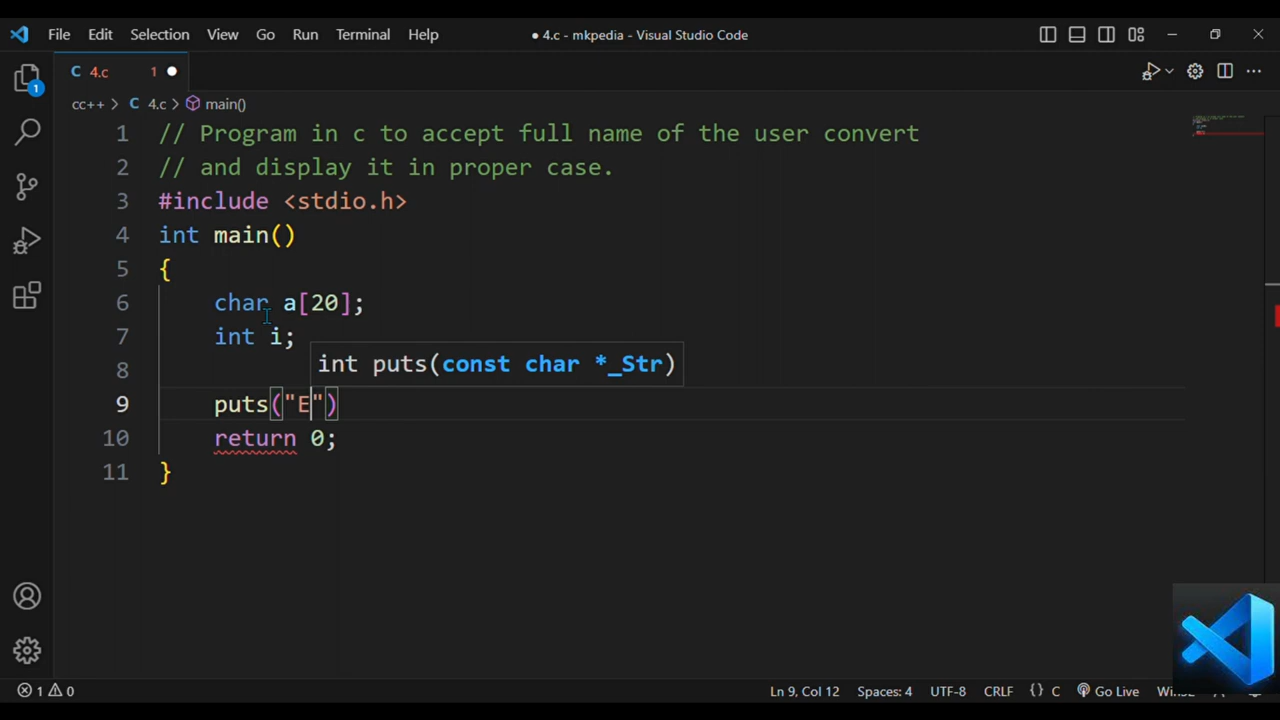 File Edit Selection View Go Run Terminal Help ● 4.c - mkpedia - Visual Studio Code
C 4.c 1 ●
cc++ > C 4.c > main()
1 // Program in c to accept full name of the user convert
2 // and display it in proper case.
3 #include <stdio.h>
4 int main()
5 {
6 char a[20];
7 int i;
int puts(const char *_Str)
8
9 puts("E")
10 return 0;
11 }
1
1 0 Ln 9, Col 12 Spaces: 4 UTF-8 CRLF {} C Go Live